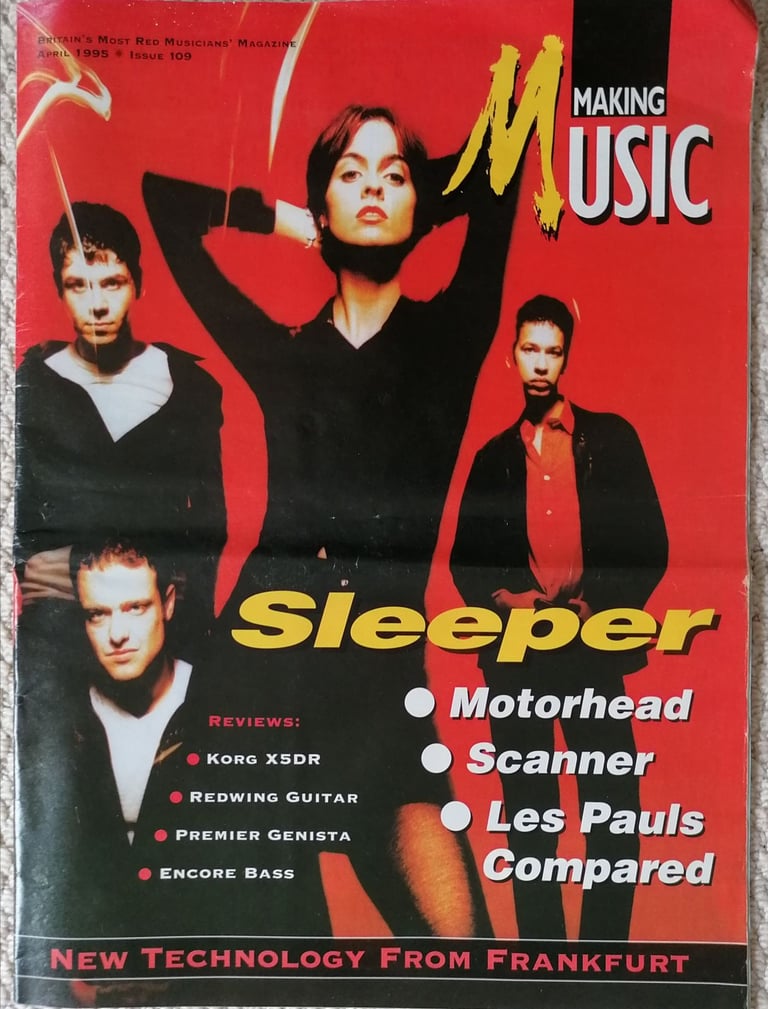 Britain's Most Red Musicians' Magazine
April 1995 * Issue 109
MAKING
MUSIC
Sleeper
● Motorhead
● Scanner
● Les Pauls
Compared
Reviews:
● Korg X5DR
● Redwing Guitar
● Premier Genista
● Encore Bass
New Technology From Frankfurt